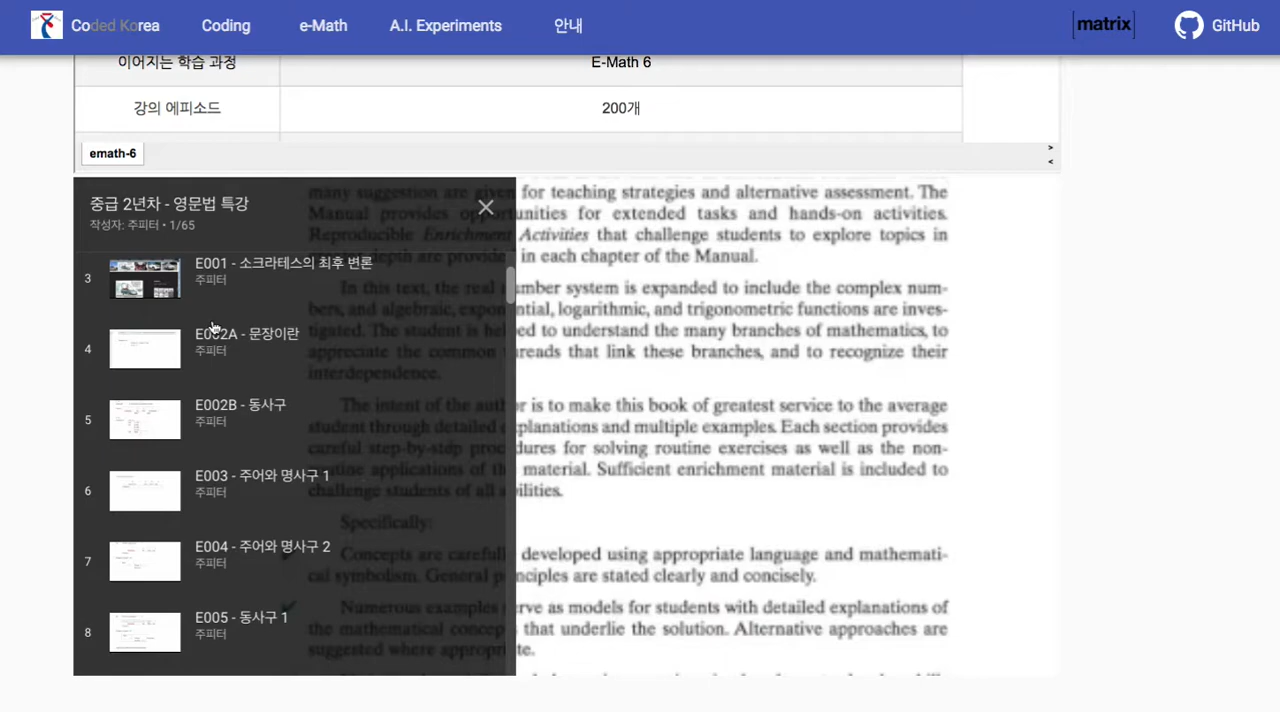 Coded Korea
Coding
e-Math
A.I. Experiments
안내
matrix
GitHub
이어지는 학습 과정
E-Math 6
강의 에피소드
200개
emath-6
중급 2년차 - 영문법 특강
작성자: 주피터 • 1/65
3
E001 - 소크라테스의 최후 변론
주피터
4
E002A - 문장이란
주피터
5
E002B - 동사구
주피터
6
E003 - 주어와 명사구 1
주피터
7
E004 - 주어와 명사구 2
주피터
8
E005 - 동사구 1
주피터
many suggestion are given for teaching strategies and alternative assessment. The
Manual provides opportunities for extended tasks and hands-on activities.
Reproducible Enrichment Activities that challenge students to explore topics in
depth are provided in each chapter of the Manual.
In this text, the real number system is expanded to include the complex num-
bers, and algebraic, exponential, logarithmic, and trigonometric functions are inves-
tigated. The student is helped to understand the many branches of mathematics, to
appreciate the common threads that link these branches, and to recognize their
interdependence.
The intent of the author is to make this book of greatest service to the average
student through detailed explanations and multiple examples. Each section provides
careful step-by-step procedures for solving routine exercises as well as the non-
routine applications of the material. Sufficient enrichment material is included to
challenge students of all abilities.
Specifically:
Concepts are carefully developed using appropriate language and mathemati-
cal symbolism. General principles are stated clearly and concisely.
Numerous examples serve as models for students with detailed explanations of
the mathematical concepts that underlie the solution. Alternative approaches are
suggested where appropriate.